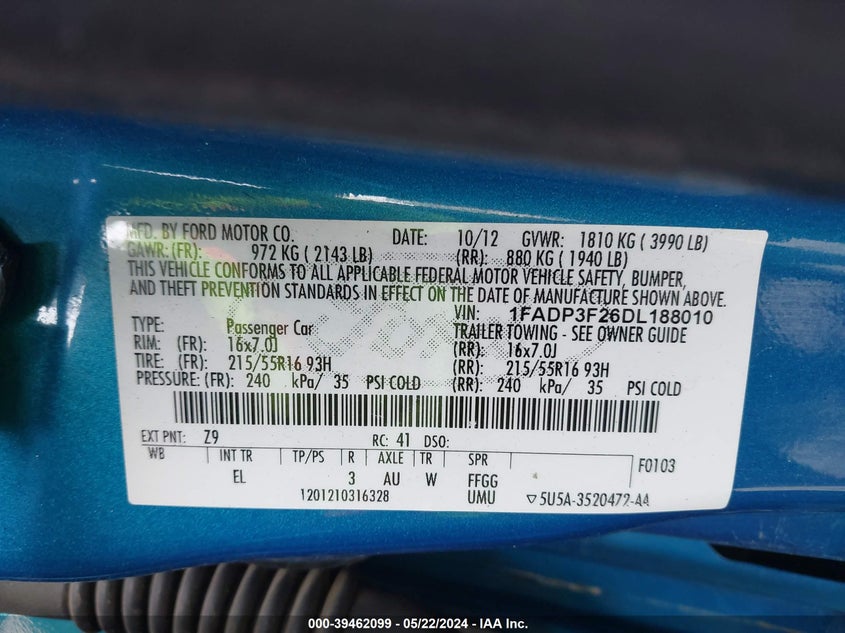 MFD. BY FORD MOTOR CO. DATE: 10/12 GVWR: 1810 KG ( 3990 LB)
GAWR: (FR): 972 KG ( 2143 LB) (RR): 880 KG ( 1940 LB)
THIS VEHICLE CONFORMS TO ALL APPLICABLE FEDERAL MOTOR VEHICLE SAFETY, BUMPER,
AND THEFT PREVENTION STANDARDS IN EFFECT ON THE DATE OF MANUFACTURE SHOWN ABOVE.
VIN: 1FADP3F26DL188010
TYPE: Passenger Car TRAILER TOWING - SEE OWNER GUIDE
RIM: (FR): 16x7.0J (RR): 16x7.0J
TIRE: (FR): 215/55R16 93H (RR): 215/55R16 93H
PRESSURE: (FR): 240 kPa/ 35 PSI COLD (RR): 240 kPa/ 35 PSI COLD
EXT PNT: Z9 RC: 41 DSO:
WB INT TR TP/PS R AXLE TR SPR F0103
EL 3 AU W FFGG
1201210316328 UMU ▽5U5A-3520472-AA
000-39462099 - 05/22/2024 - IAA Inc.